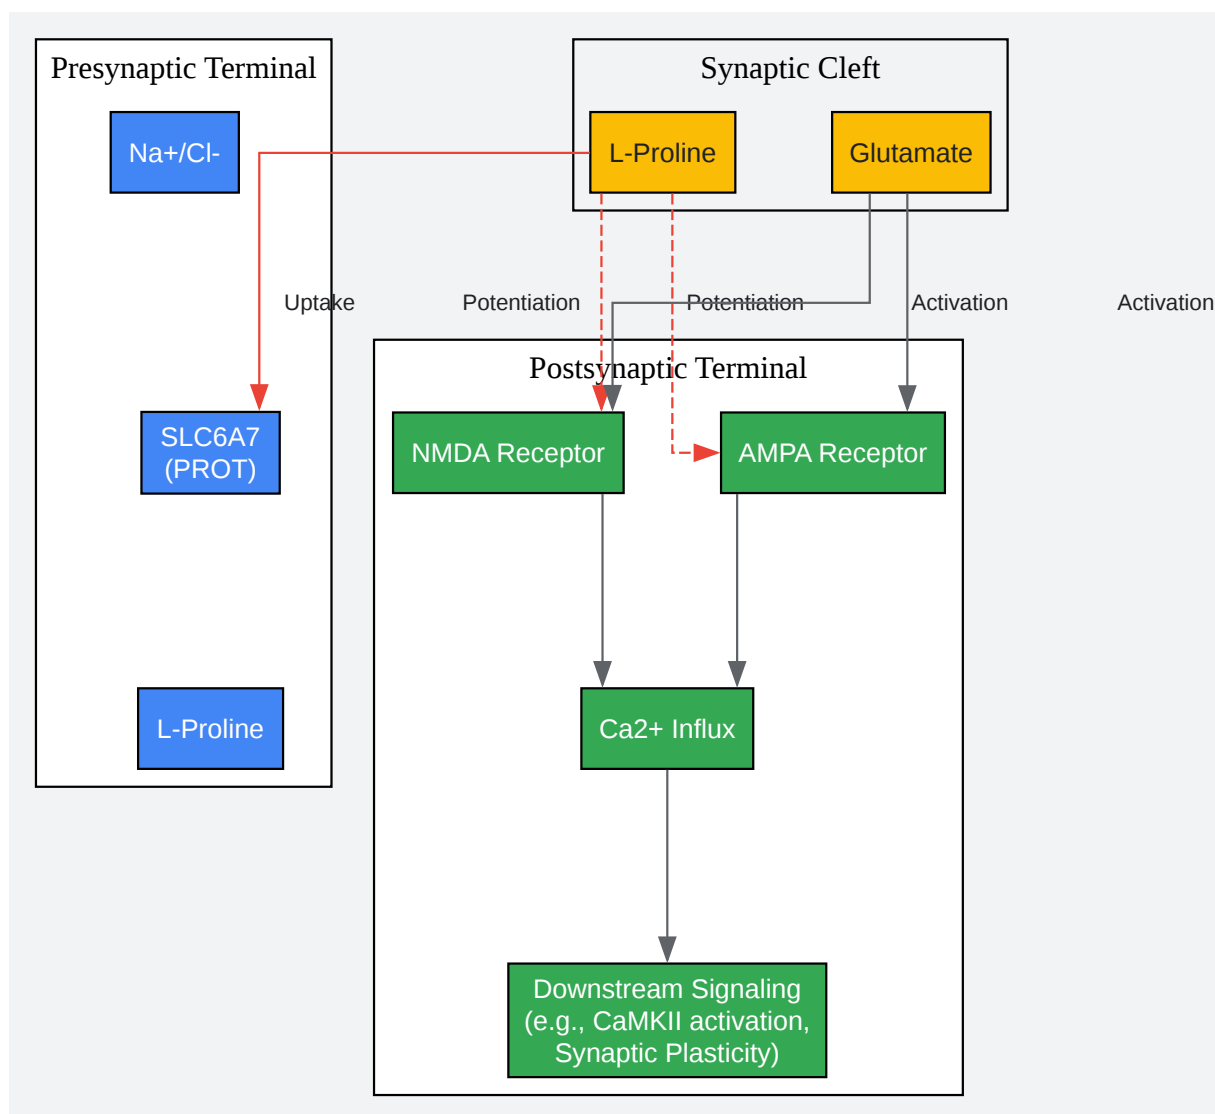 Presynaptic Terminal
Synaptic Cleft
Na+/Cl-
L-Proline
Glutamate
Uptake
Potentiation
Potentiation
Activation
Activation
Postsynaptic Terminal
SLC6A7
(PROT)
NMDA Receptor
AMPA Receptor
L-Proline
Ca2+ Influx
Downstream Signaling
(e.g., CaMKII activation,
Synaptic Plasticity)